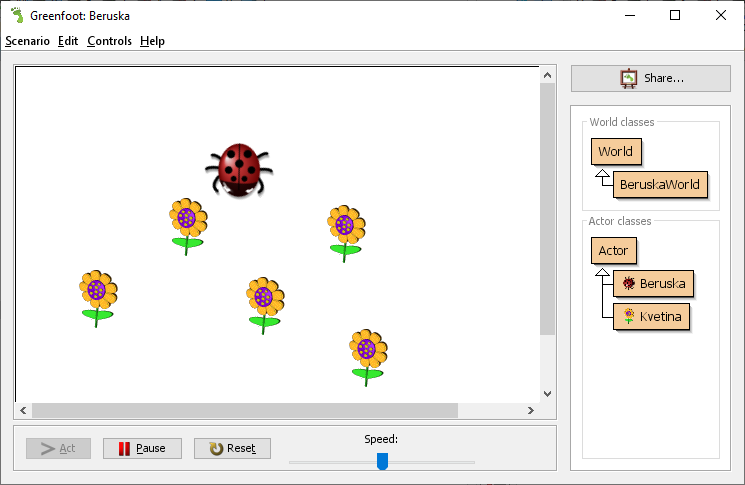 Greenfoot: Beruska
Scenario Edit Controls Help
Share...
World classes
World
BeruskaWorld
Actor classes
Actor
Beruska
Kvetina
Act
Pause
Reset
Speed: